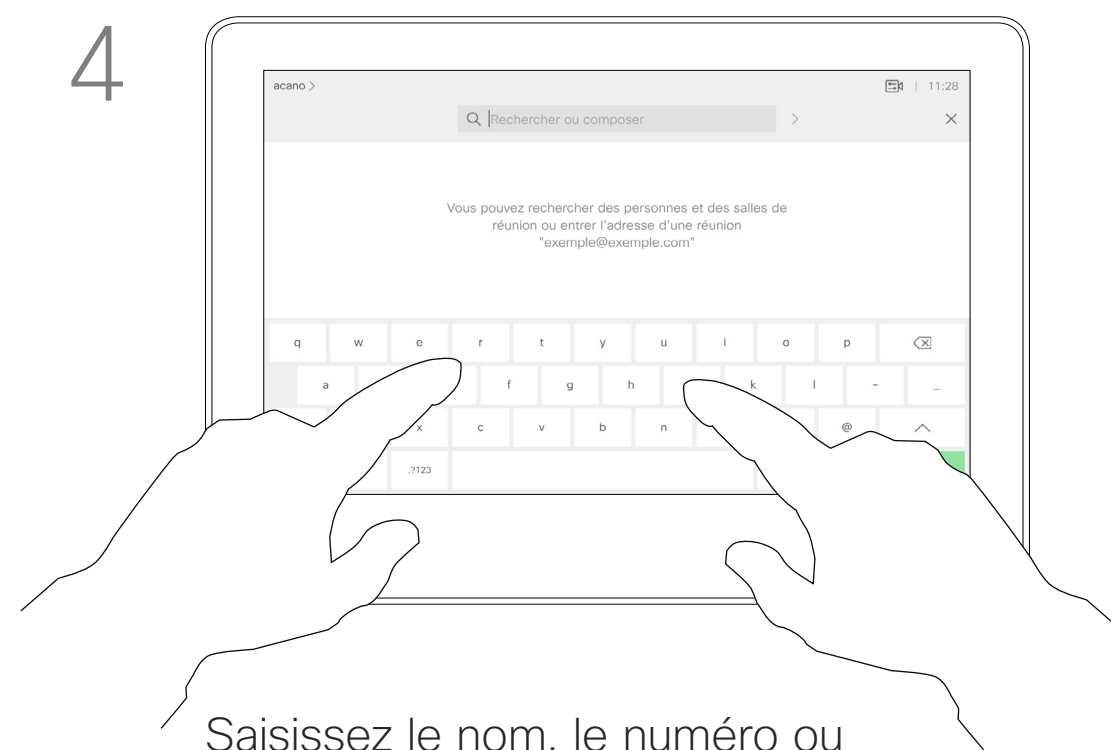 4
acano >
11:28
Rechercher ou composer
Vous pouvez rechercher des personnes et des salles de
réunion ou entrer l'adresse d'une réunion
"exemple@exemple.com"
q w e r t y u i o p
a f g h k l - _
x c v b n @
.?123
Saisissez le nom, le numéro ou